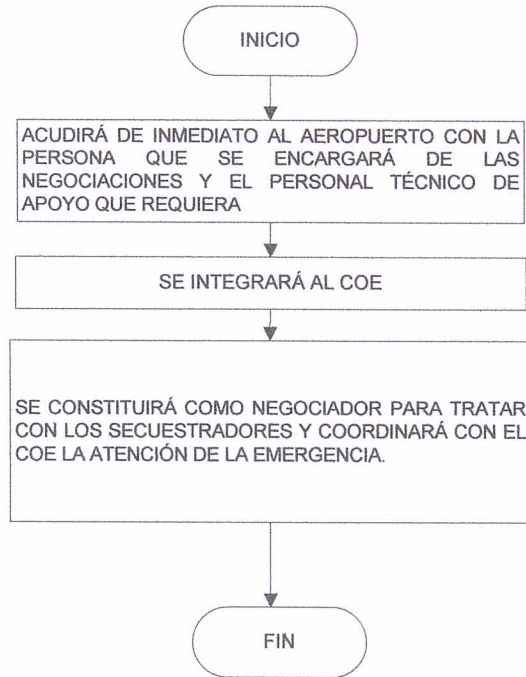 INICIO
ACUDIRÁ DE INMEDIATO AL AEROPUERTO CON LA
PERSONA QUE SE ENCARGARÁ DE LAS
NEGOCIACIONES Y EL PERSONAL TÉCNICO DE
APOYO QUE REQUIERA
SE INTEGRARÁ AL COE
SE CONSTITUIRÁ COMO NEGOCIADOR PARA TRATAR
CON LOS SECUESTRADORES Y COORDINARÁ CON EL
COE LA ATENCIÓN DE LA EMERGENCIA.
FIN